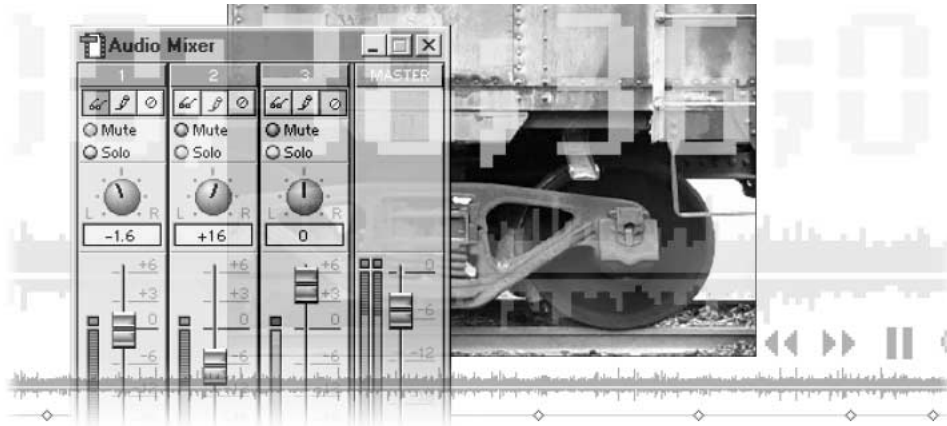 Audio Mixer
1 2 3 MASTER
Mute Mute Mute
Solo Solo Solo
L R L R L R
-1.6 +16 0
+6 +6 +6 0
+3 +3 +3
0 0 0 -6
-6 -6 -6 -12